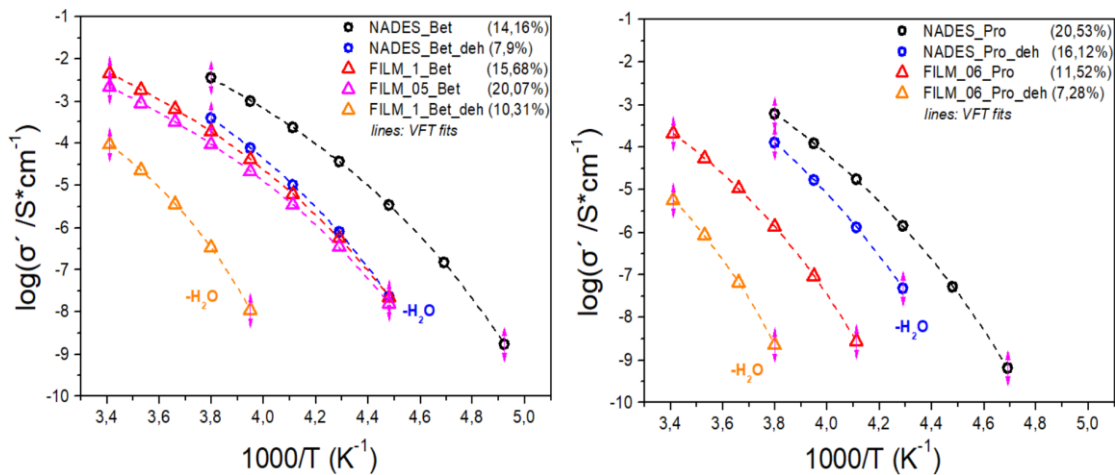 -1
-2
-3
-4
-5
-6
-7
-8
-9
-10
log(σ´ /S*cm-1)
NADES_Bet (14,16%)
NADES_Bet_deh (7,9%)
FILM_1_Bet (15,68%)
FILM_05_Bet (20,07%)
FILM_1_Bet_deh (10,31%)
lines: VFT fits
-H2O
-H2O
3,4 3,6 3,8 4,0 4,2 4,4 4,6 4,8 5,0
1000/T (K-1)
-1
-2
-3
-4
-5
-6
-7
-8
-9
-10
log(σ´ /S*cm-1)
NADES_Pro (20,53%)
NADES_Pro_deh (16,12%)
FILM_06_Pro (11,52%)
FILM_06_Pro_deh (7,28%)
lines: VFT fits
-H2O
-H2O
3,4 3,6 3,8 4,0 4,2 4,4 4,6 4,8 5,0
1000/T (K-1)